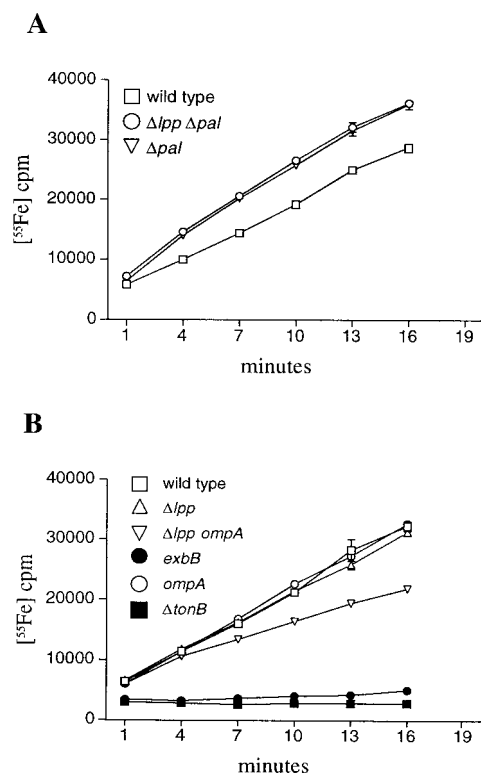 A
40000
30000
20000
10000
0
[⁵⁵Fe] cpm
wild type
Δlpp Δpal
Δpal
1 4 7 10 13 16 19
minutes
B
40000
30000
20000
10000
0
[⁵⁵Fe] cpm
wild type
Δlpp
Δlpp ompA
exbB
ompA
ΔtonB
1 4 7 10 13 16 19
minutes